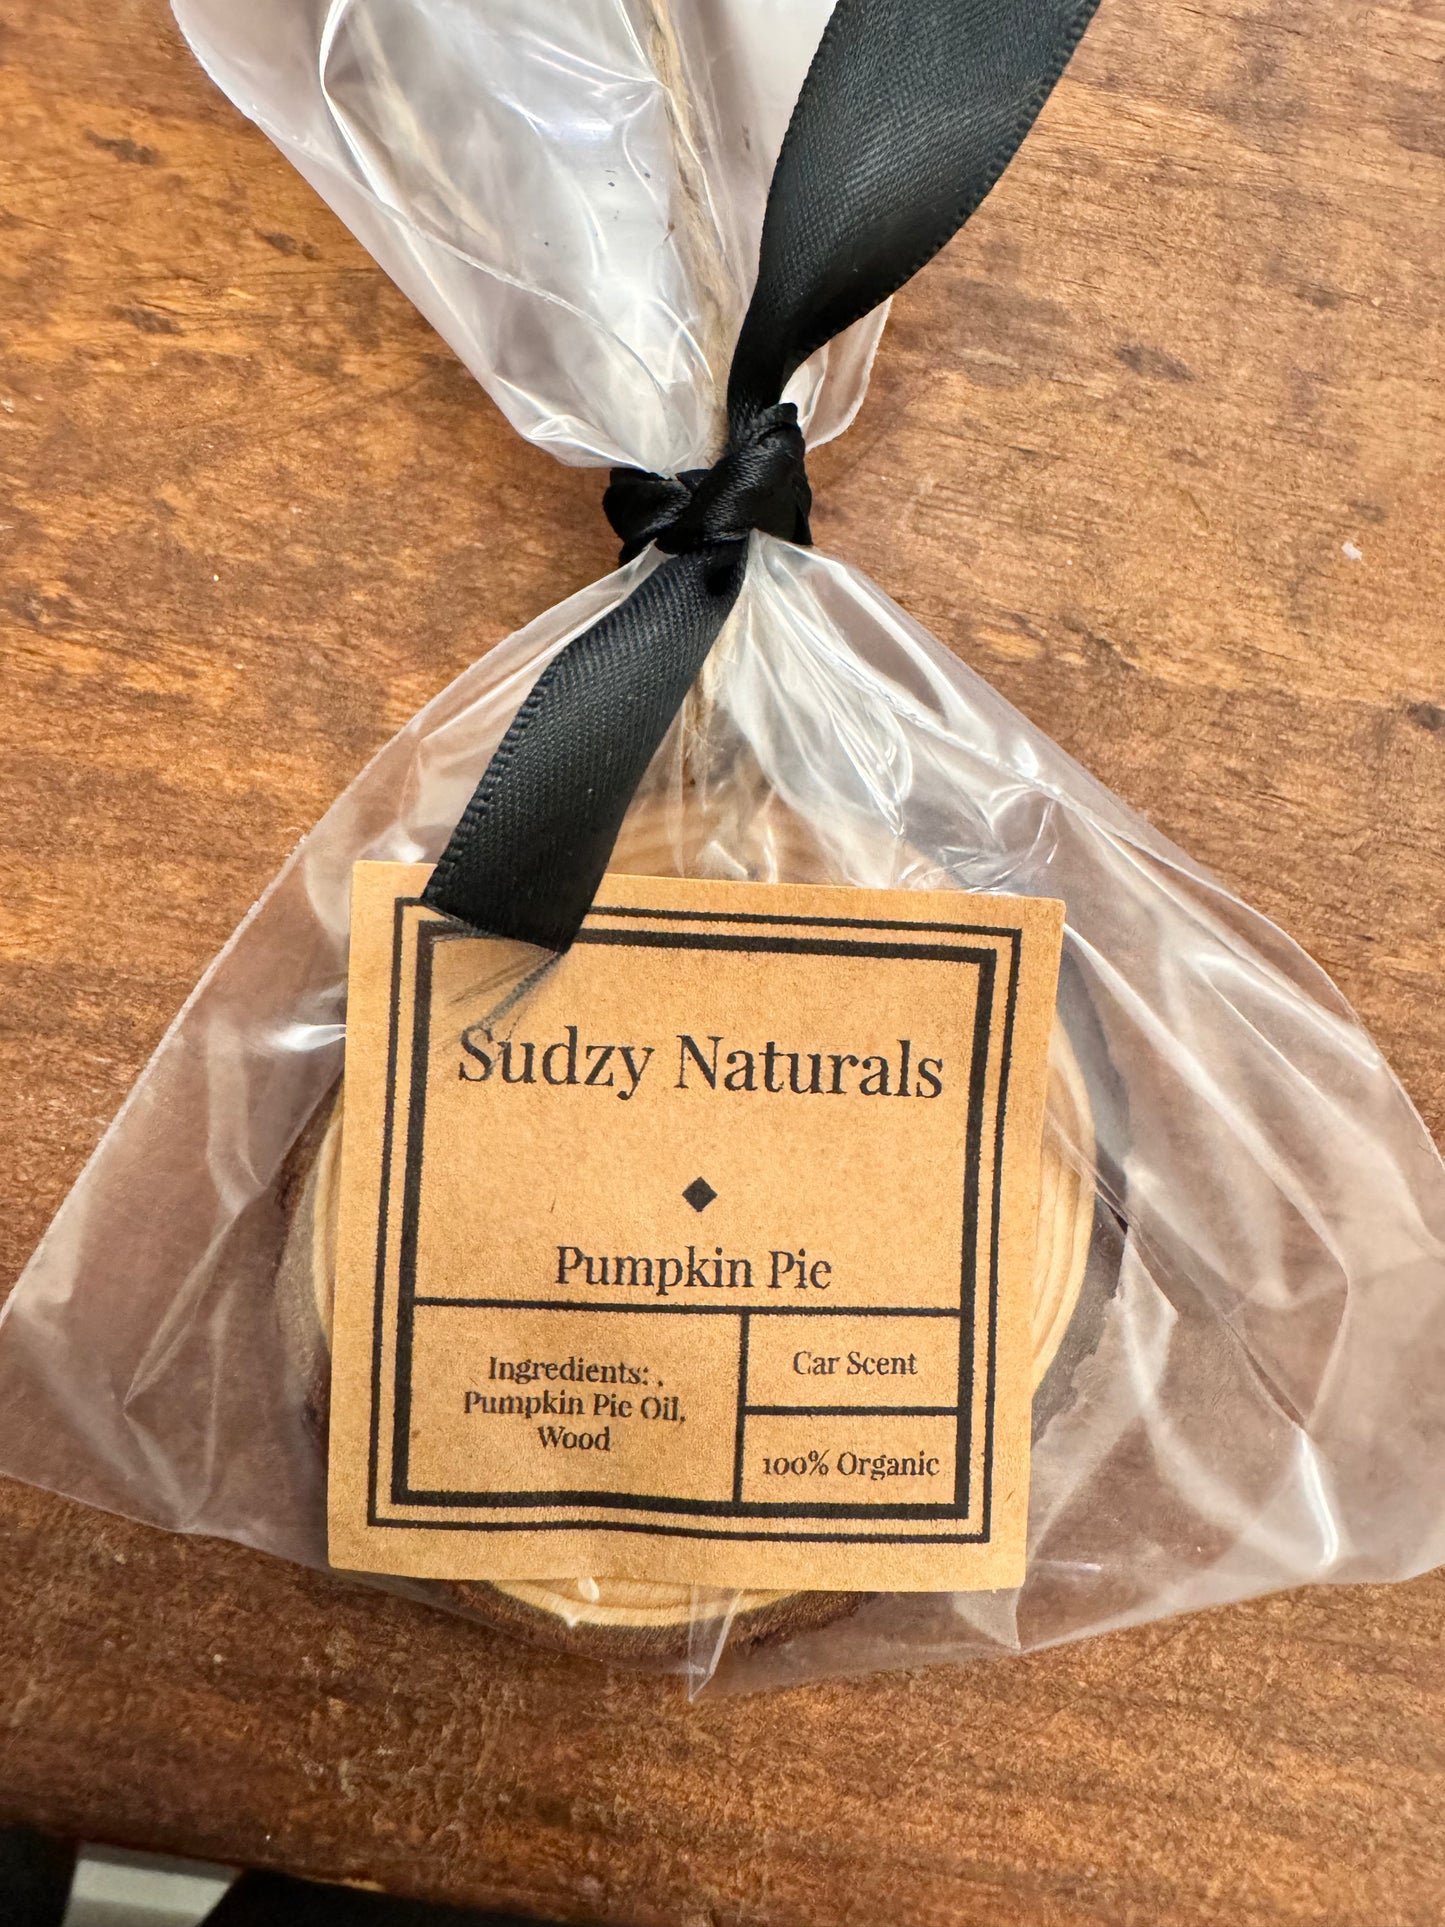 Sudzy Naturals
Pumpkin Pie
Ingredients: .
Pumpkin Pie Oil,
Wood
Car Scent
100% Organic